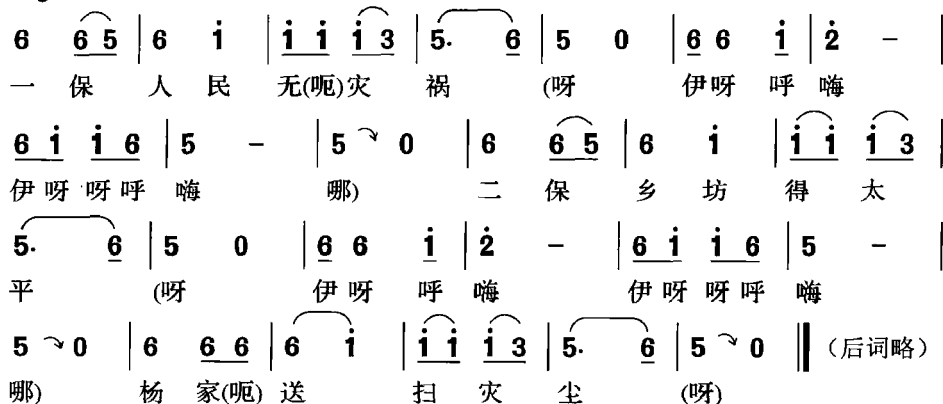 6 6 5 | 6 i̇ | i̇ i̇ i̇ 3 | 5. 6 | 5 0 | 6 6 i̇ | 2̇ – |
一 保 人 民 无(呃)灾 祸 (呀 伊呀 呼 嗨
6 i̇ i̇ 6 | 5 – | 5 0 | 6 6 5 | 6 i̇ | i̇ i̇ i̇ 3 |
伊呀 呀呼 嗨 哪) 二 保 乡 坊 得 太
5. 6 | 5 0 | 6 6 i̇ | 2̇ – | 6 i̇ i̇ 6 | 5 – |
平 (呀 伊呀 呼 嗨 伊呀 呀呼 嗨
5 0 | 6 6 6 | 6 i̇ | i̇ i̇ i̇ 3 | 5. 6 | 5 0 ‖ (后词略)
哪) 杨 家(呃) 送 扫 灾 尘 (呀)